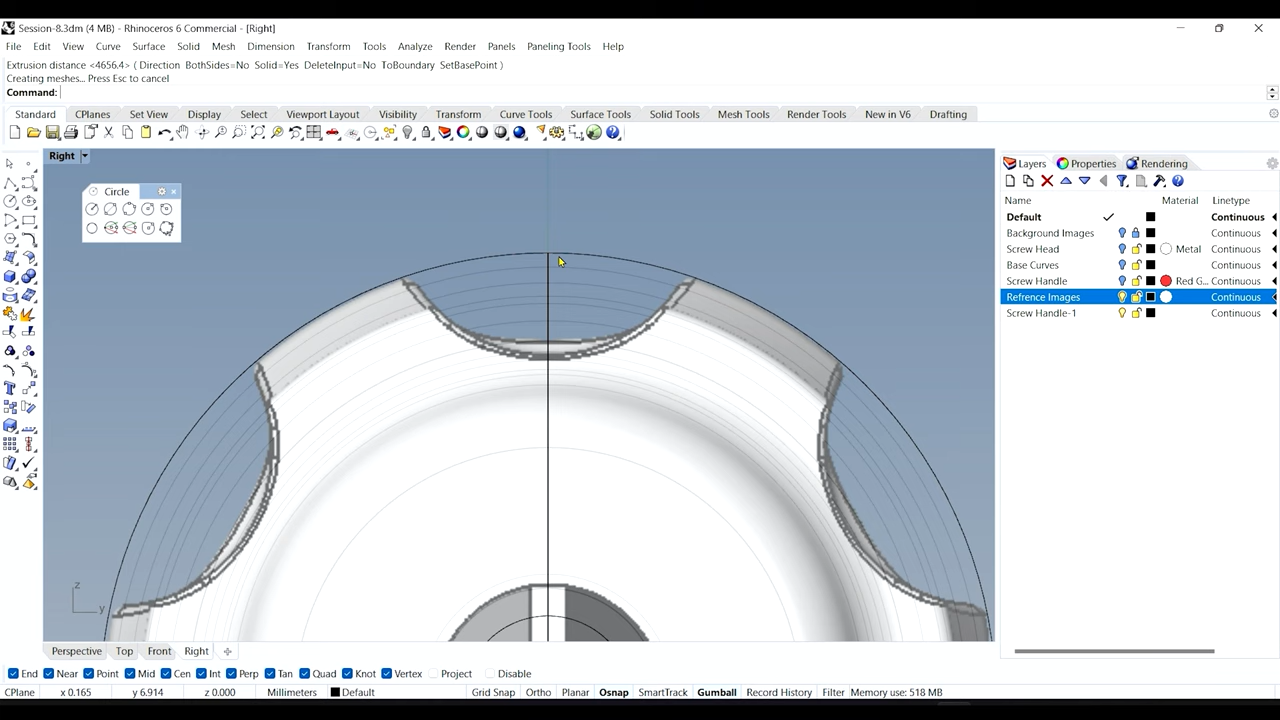 Session-8.3dm (4 MB) - Rhinoceros 6 Commercial - [Right]
File Edit View Curve Surface Solid Mesh Dimension Transform Tools Analyze Render Panels Paneling Tools Help
Extrusion distance <4656.4> ( Direction BothSides=No Solid=Yes DeleteInput=No ToBoundary SetBasePoint )
Creating meshes... Press Esc to cancel
Command:
Standard CPlanes Set View Display Select Viewport Layout Visibility Transform Curve Tools Surface Tools Solid Tools Mesh Tools Render Tools New in V6 Drafting
Right
Circle
Layers Properties Rendering
Name Material Linetype
Default Continuous
Background Images Continuous
Screw Head Metal Continuous
Base Curves Continuous
Screw Handle Red G... Continuous
Refrence Images Continuous
Screw Handle-1 Continuous
z
y
Perspective Top Front Right
End Near Point Mid Cen Int Perp Tan Quad Knot Vertex Project Disable
CPlane x 0.165 y 6.914 z 0.000 Millimeters Default Grid Snap Ortho Planar Osnap SmartTrack Gumball Record History Filter Memory use: 518 MB